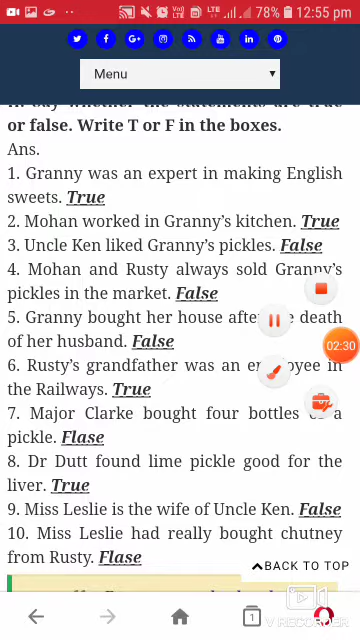 78% 12:55 pm
Menu
or false. Write T or F in the boxes.
Ans.
1. Granny was an expert in making English
sweets. True
2. Mohan worked in Granny's kitchen. True
3. Uncle Ken liked Granny's pickles. False
4. Mohan and Rusty always sold Granny's
pickles in the market. False
5. Granny bought her house death
of her husband. False
6. Rusty's grandfather was an in
the Railways. True
7. Major Clarke bought four bottles a
pickle. Flase
8. Dr Dutt found lime pickle good for the
liver. True
9. Miss Leslie is the wife of Uncle Ken. False
10. Miss Leslie had really bought chutney
from Rusty. Flase
02:30
BACK TO TOP
V RECORDER
1